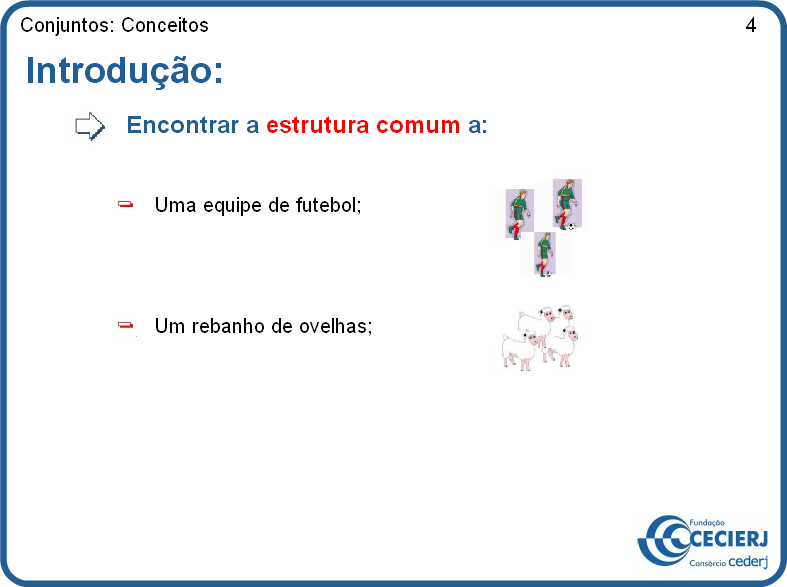 Conjuntos: Conceitos
4
Introdução:
Encontrar a estrutura comum a:
Uma equipe de futebol;
Um rebanho de ovelhas;
Fundação
CECIERJ
Consórcio cederj